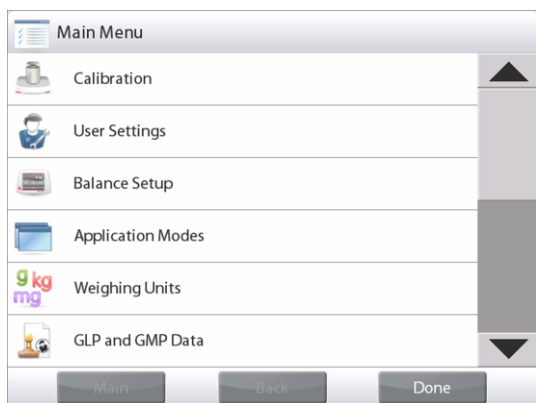 Main Menu
Calibration
User Settings
Balance Setup
Application Modes
g kg
mg
Weighing Units
GLP and GMP Data
Main Back Done